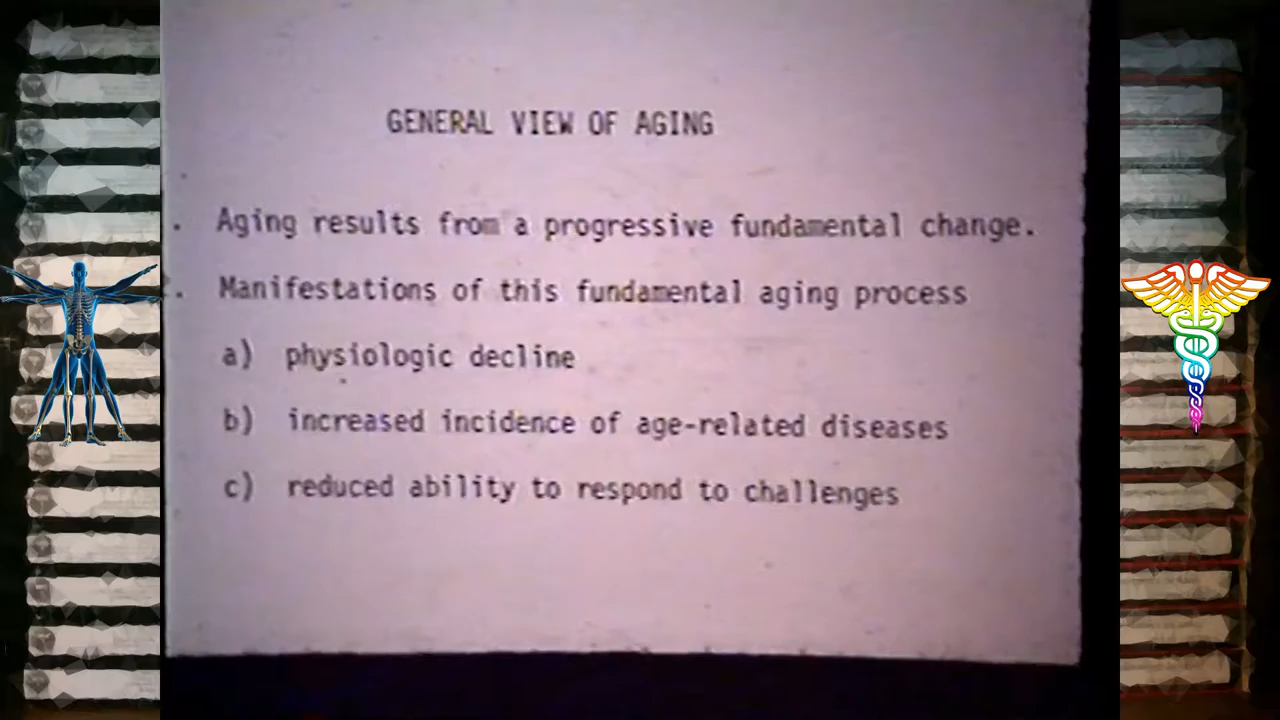 GENERAL VIEW OF AGING
. Aging results from a progressive fundamental change.
. Manifestations of this fundamental aging process
a) physiologic decline
b) increased incidence of age-related diseases
c) reduced ability to respond to challenges